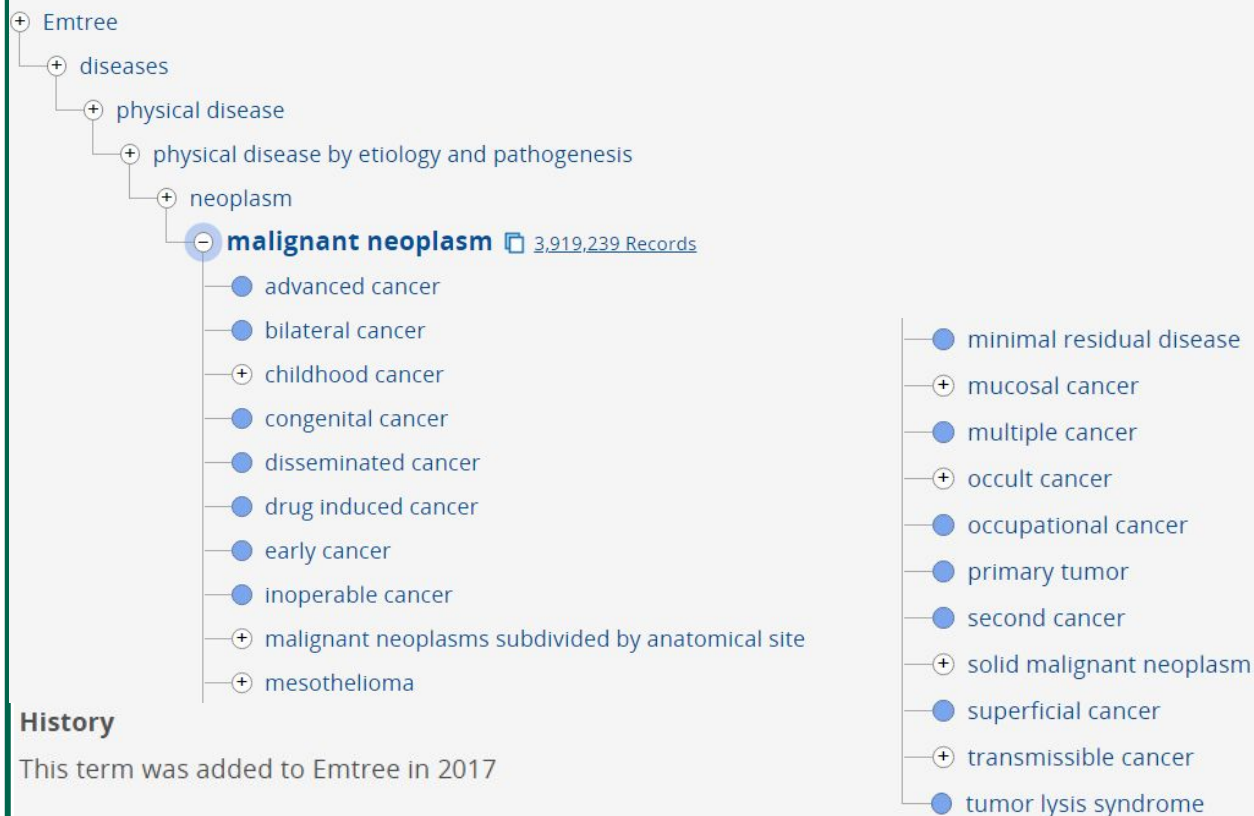 Emtree
diseases
physical disease
physical disease by etiology and pathogenesis
neoplasm
malignant neoplasm 3,919,239 Records
advanced cancer
bilateral cancer
childhood cancer
congenital cancer
disseminated cancer
drug induced cancer
early cancer
inoperable cancer
malignant neoplasms subdivided by anatomical site
mesothelioma
minimal residual disease
mucosal cancer
multiple cancer
occult cancer
occupational cancer
primary tumor
second cancer
solid malignant neoplasm
superficial cancer
transmissible cancer
tumor lysis syndrome
History
This term was added to Emtree in 2017